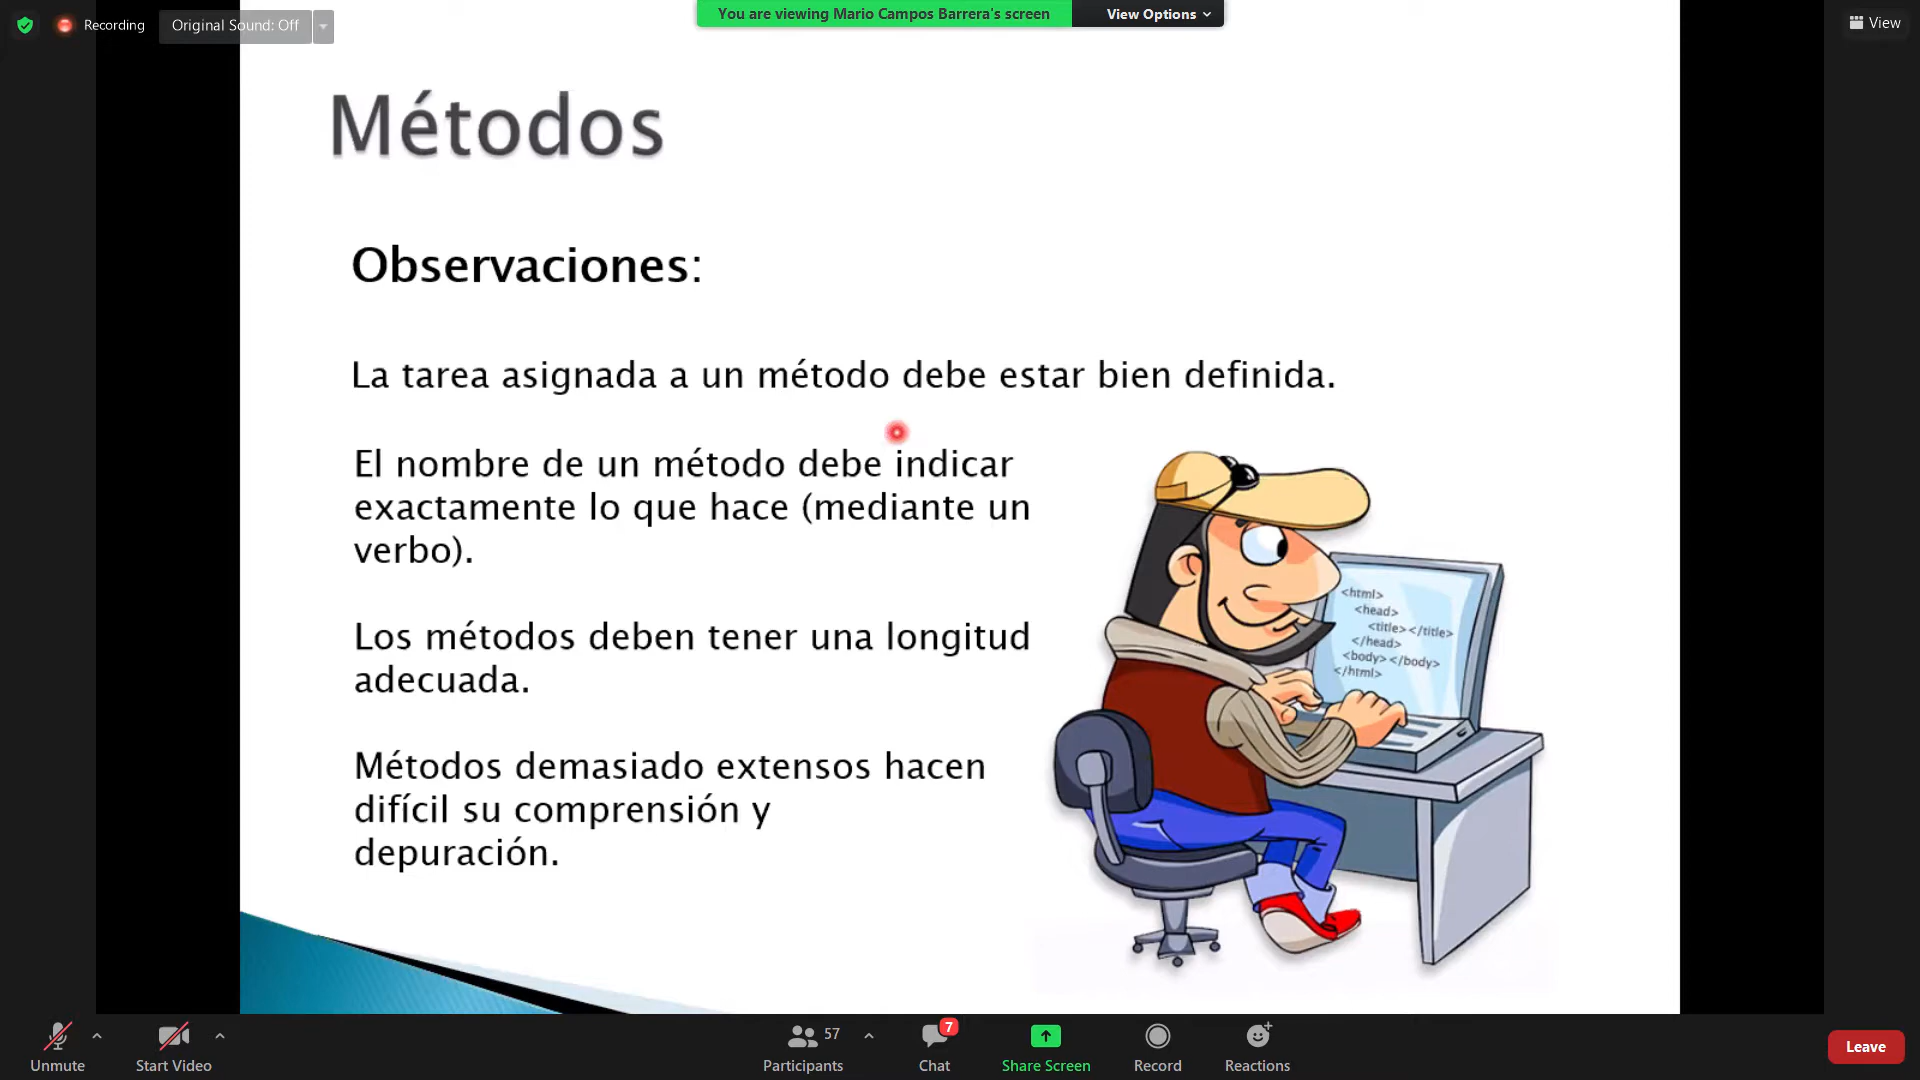 Recording
Original Sound: Off
You are viewing Mario Campos Barrera's screen
View Options
View
Métodos
Observaciones:
La tarea asignada a un método debe estar bien definida.
El nombre de un método debe indicar
exactamente lo que hace (mediante un
verbo).
Los métodos deben tener una longitud
adecuada.
Métodos demasiado extensos hacen
difícil su comprensión y
depuración.
<html>
<head>
<title></title>
</head>
<body></body>
</html>
Unmute
Start Video
57
Participants
7
Chat
Share Screen
Record
Reactions
Leave